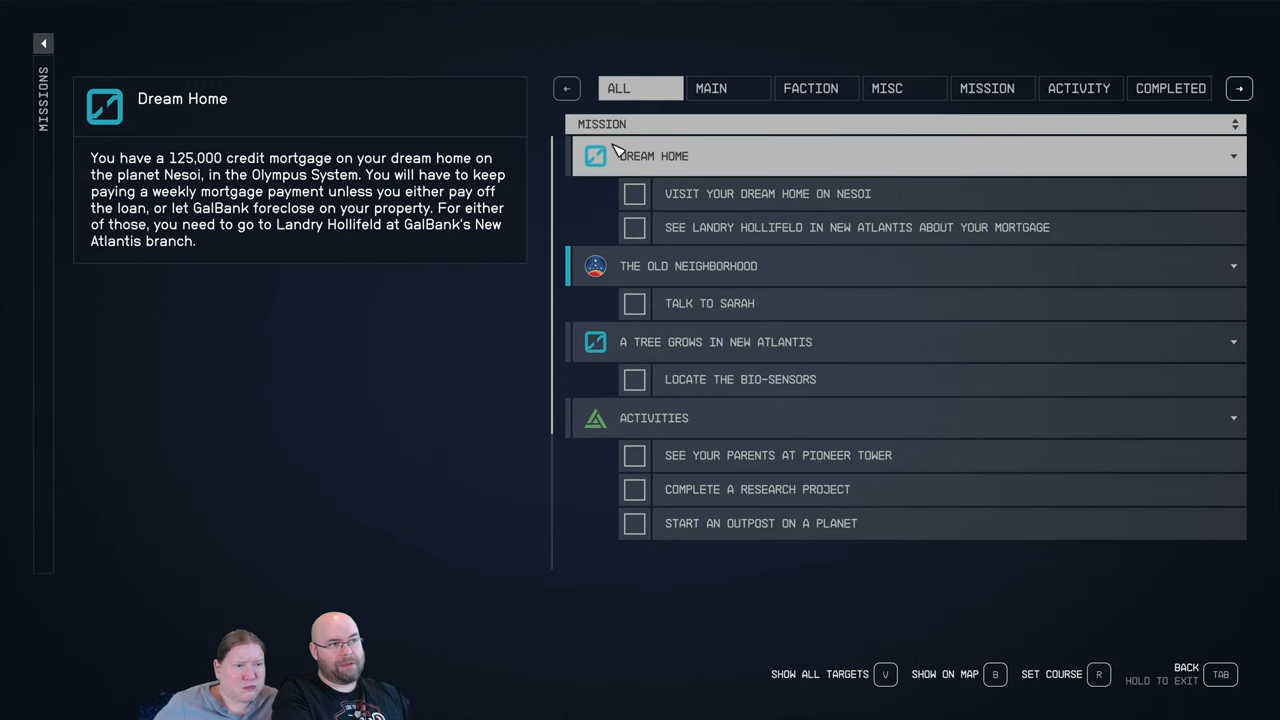 MISSIONS
Dream Home
You have a 125,000 credit mortgage on your dream home on
the planet Nesoi, in the Olympus System. You will have to keep
paying a weekly mortgage payment unless you either pay off
the loan, or let GalBank foreclose on your property. For either
of those, you need to go to Landry Hollifeld at GalBank's New
Atlantis branch.
ALL MAIN FACTION MISC MISSION ACTIVITY COMPLETED
MISSION
DREAM HOME
VISIT YOUR DREAM HOME ON NESOI
SEE LANDRY HOLLIFELD IN NEW ATLANTIS ABOUT YOUR MORTGAGE
THE OLD NEIGHBORHOOD
TALK TO SARAH
A TREE GROWS IN NEW ATLANTIS
LOCATE THE BIO-SENSORS
ACTIVITIES
SEE YOUR PARENTS AT PIONEER TOWER
COMPLETE A RESEARCH PROJECT
START AN OUTPOST ON A PLANET
SHOW ALL TARGETS V SHOW ON MAP B SET COURSE R BACK TAB
HOLD TO EXIT